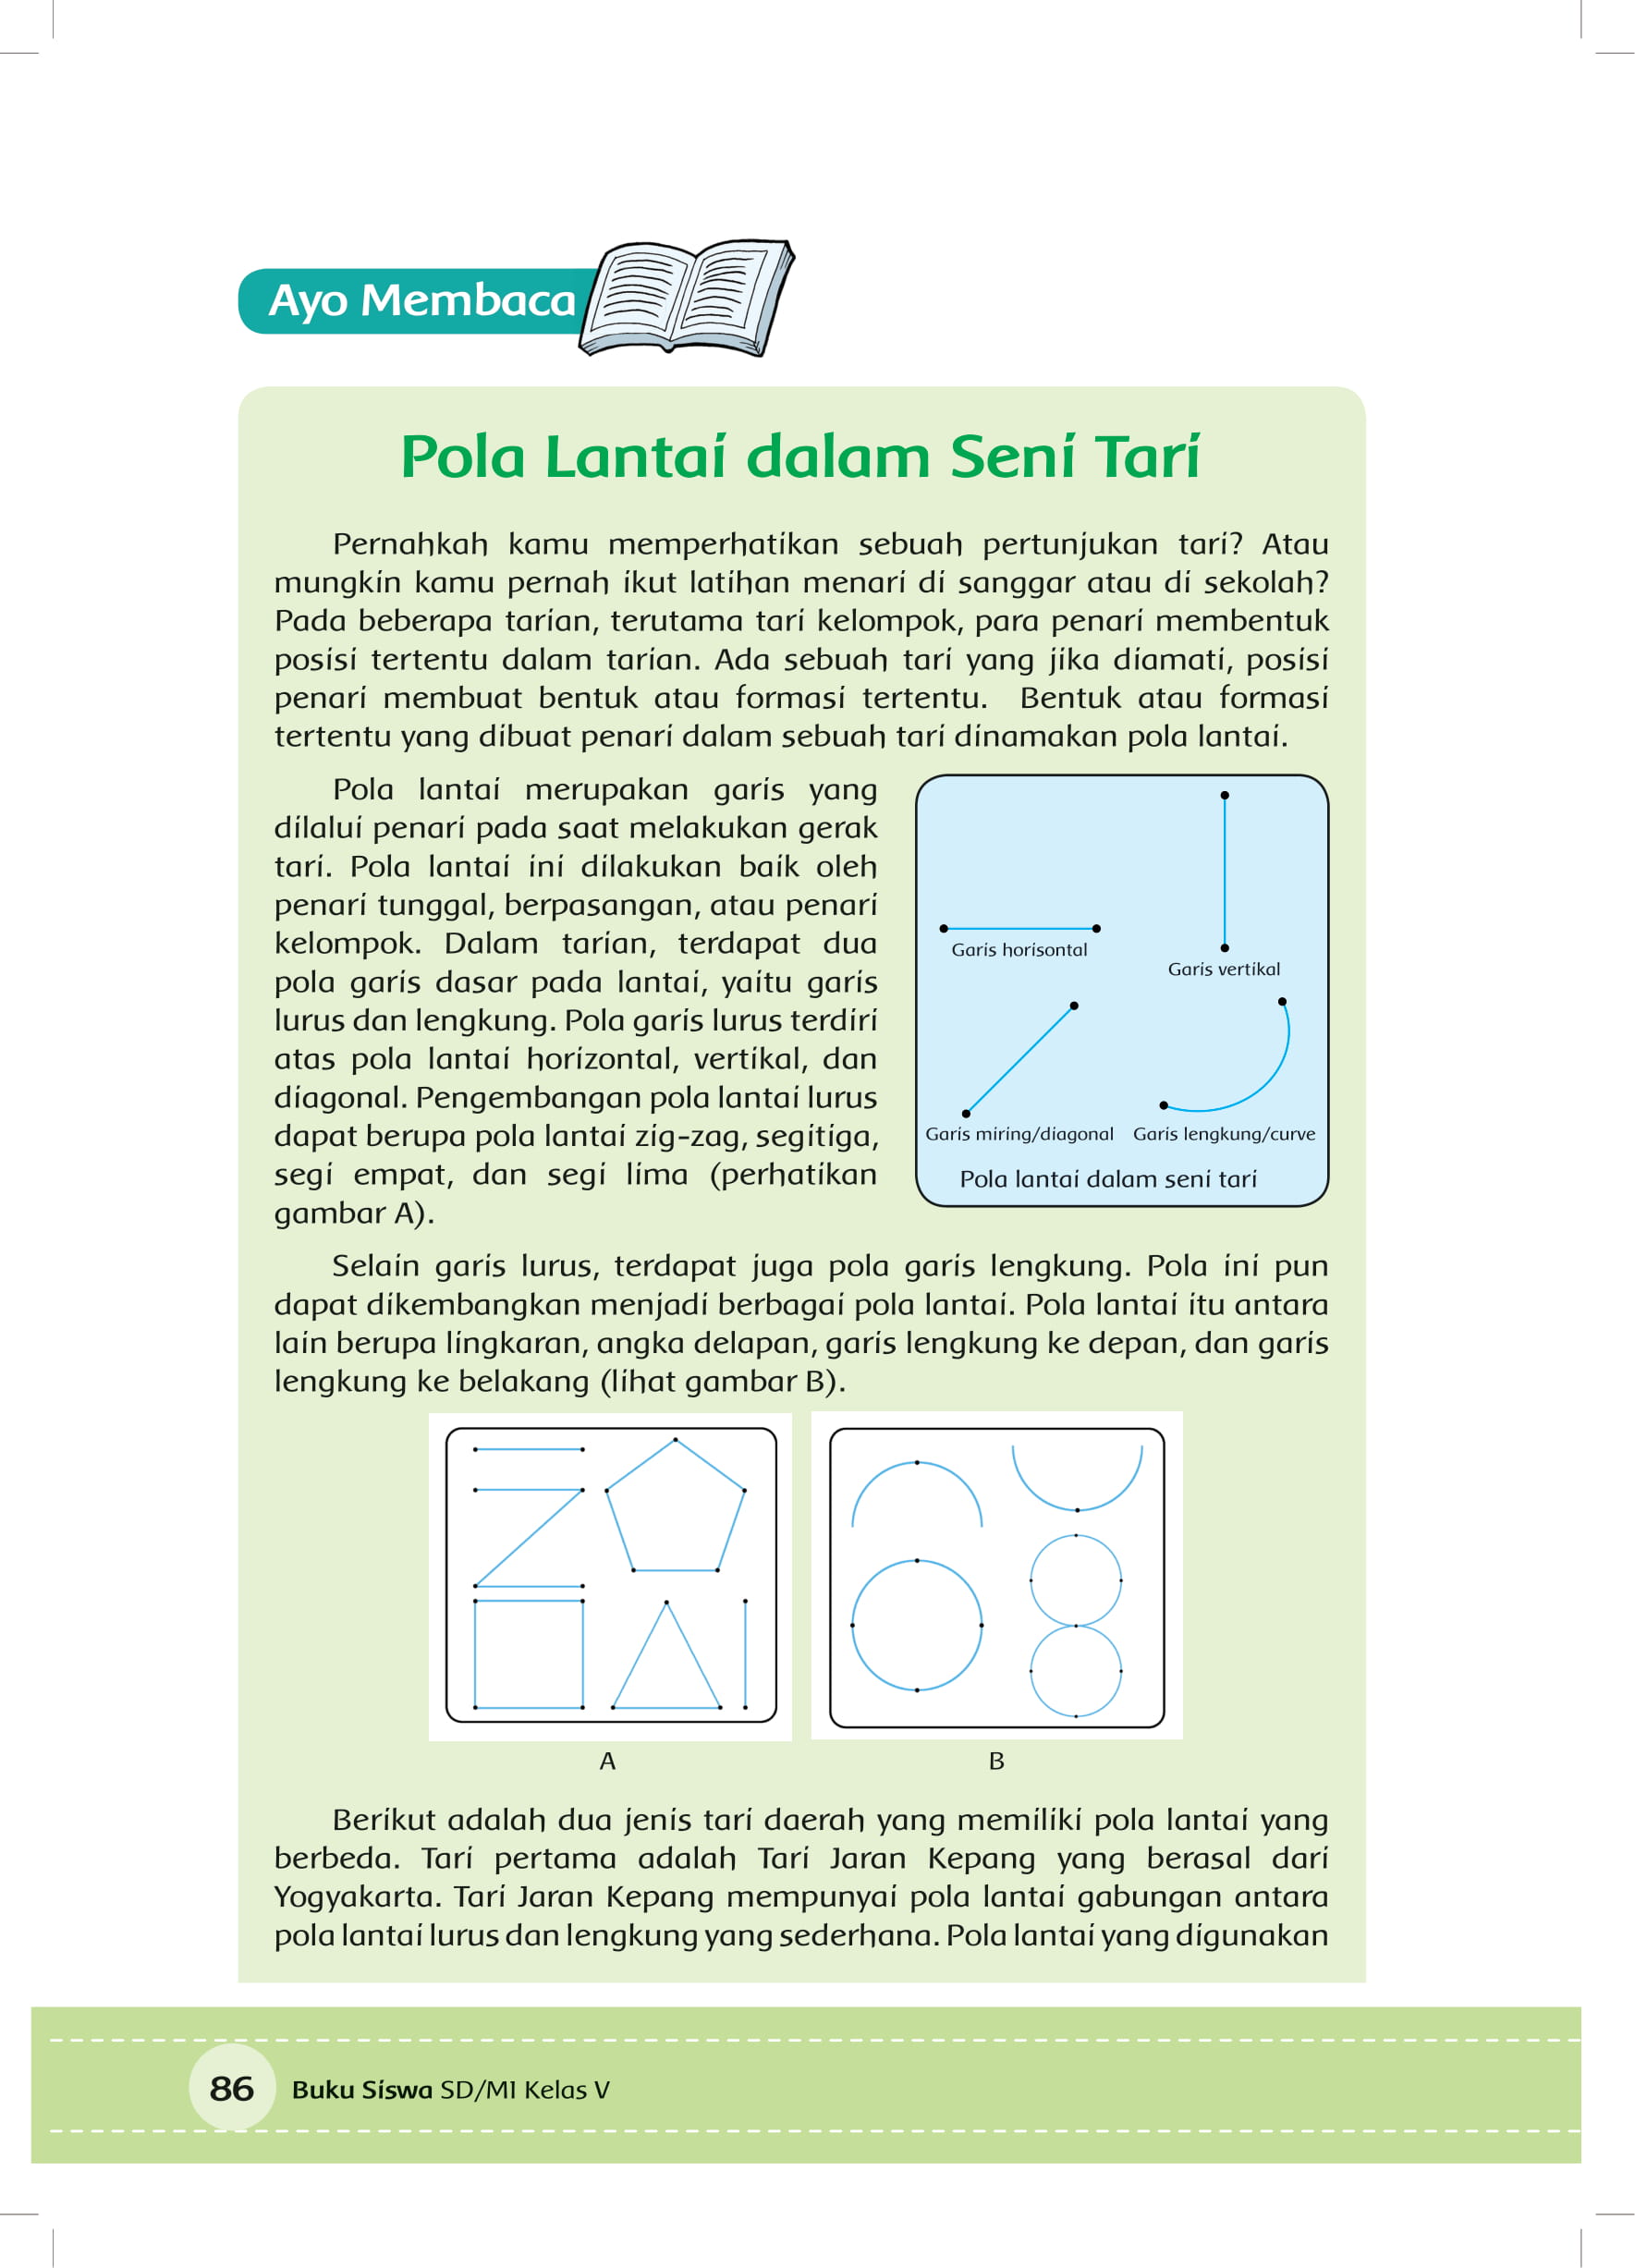 Ayo Membaca
Pola Lantai dalam Seni Tari
Pernahkah kamu memperhatikan sebuah pertunjukan tari? Atau
mungkin kamu pernah ikut latihan menari di sanggar atau di sekolah?
Pada beberapa tarian, terutama tari kelompok, para penari membentuk
posisi tertentu dalam tarian. Ada sebuah tari yang jika diamati, posisi
penari membuat bentuk atau formasi tertentu. Bentuk atau formasi
tertentu yang dibuat penari dalam sebuah tari dinamakan pola lantai.
Pola lantai merupakan garis yang
dilalui penari pada saat melakukan gerak
tari. Pola lantai ini dilakukan baik oleh
penari tunggal, berpasangan, atau penari
kelompok. Dalam tarian, terdapat dua
pola garis dasar pada lantai, yaitu garis
lurus dan lengkung. Pola garis lurus terdiri
atas pola lantai horizontal, vertikal, dan
diagonal. Pengembangan pola lantai lurus
dapat berupa pola lantai zig-zag, segitiga,
segi empat, dan segi lima (perhatikan
gambar A).
Garis horisontal
Garis vertikal
Garis miring/diagonal
Garis lengkung/curve
Pola lantai dalam seni tari
Selain garis lurus, terdapat juga pola garis lengkung. Pola ini pun
dapat dikembangkan menjadi berbagai pola lantai. Pola lantai itu antara
lain berupa lingkaran, angka delapan, garis lengkung ke depan, dan garis
lengkung ke belakang (lihat gambar B).
A
B
Berikut adalah dua jenis tari daerah yang memiliki pola lantai yang
berbeda. Tari pertama adalah Tari Jaran Kepang yang berasal dari
Yogyakarta. Tari Jaran Kepang mempunyai pola lantai gabungan antara
pola lantai lurus dan lengkung yang sederhana. Pola lantai yang digunakan
86
Buku Siswa SD/MI Kelas V